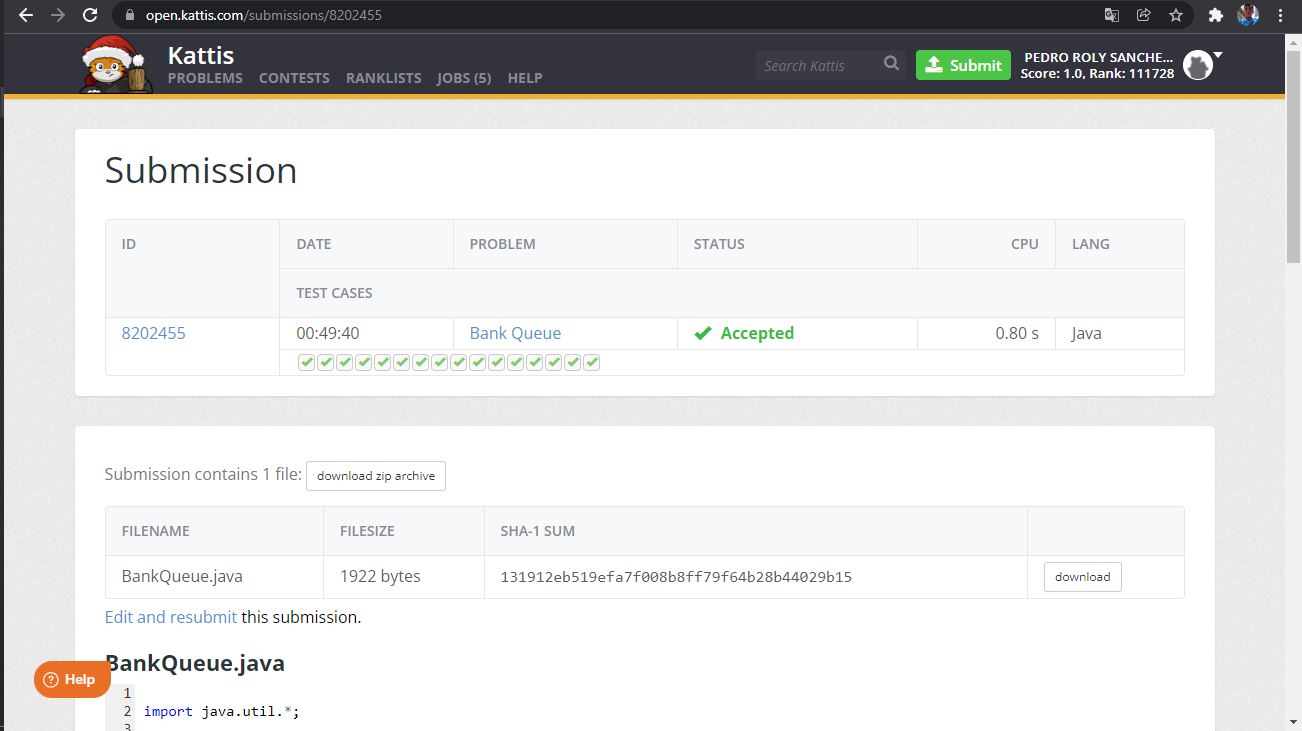 open.kattis.com/submissions/8202455
Kattis
PROBLEMS CONTESTS RANKLISTS JOBS (5) HELP
Search Kattis
Submit
PEDRO ROLY SANCHE...
Score: 1.0, Rank: 111728
Submission
ID DATE PROBLEM STATUS CPU LANG
TEST CASES
8202455 00:49:40 Bank Queue Accepted 0.80 s Java
Submission contains 1 file: download zip archive
FILENAME FILESIZE SHA-1 SUM
BankQueue.java 1922 bytes 131912eb519efa7f008b8ff79f64b28b44029b15 download
Edit and resubmit this submission.
BankQueue.java
Help
1
2 import java.util.*;
3